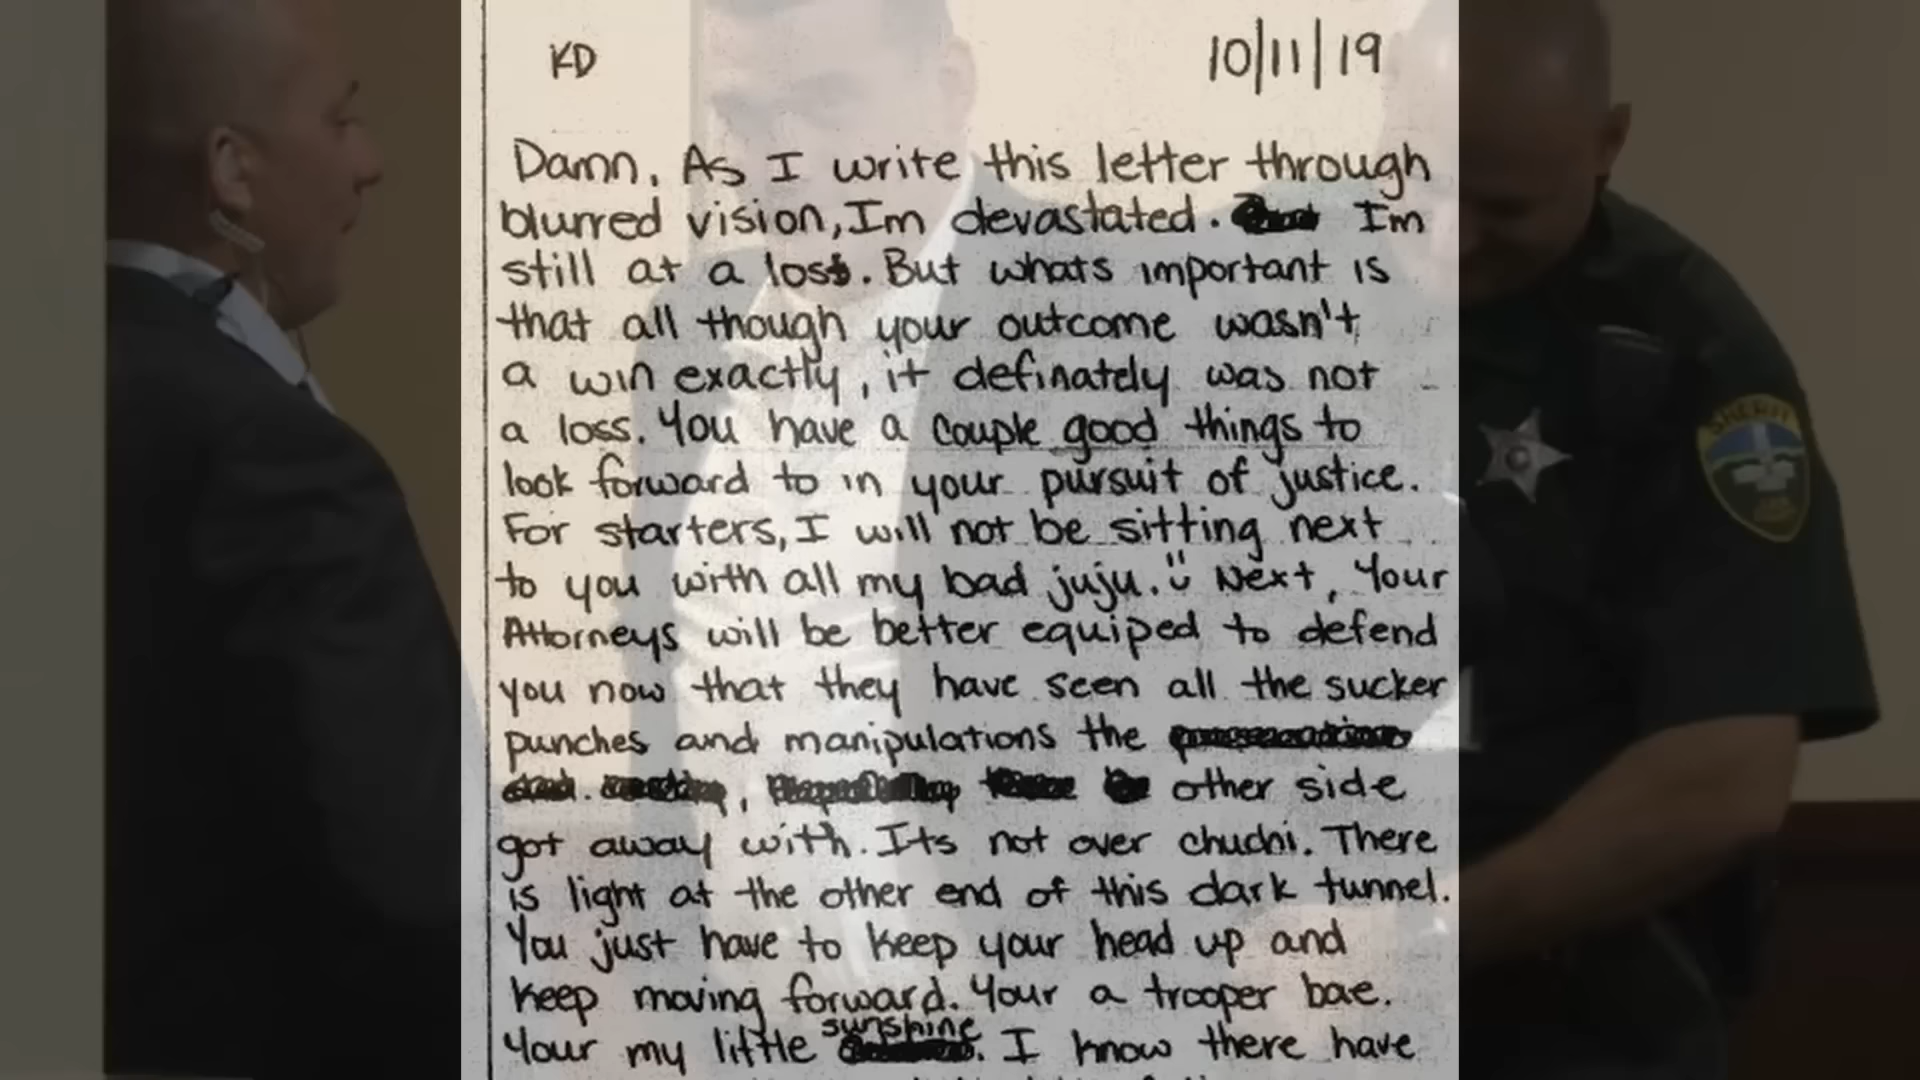 KD
10/11/19
Damn. As I write this letter through
blurred vision, Im devastated. Im
still at a loss. But whats important is
that all though your outcome wasn't
a win exactly, it definately was not
a loss. You have a couple good things to
look forward to in your pursuit of justice.
For starters, I will not be sitting next
to you with all my bad juju. Next, Your
Attorneys will be better equiped to defend
you now that they have seen all the sucker
punches and manipulations the
other side
got away with. Its not over chuchi. There
is light at the other end of this dark tunnel.
You just have to keep your head up and
keep moving forward. Your a trooper bae.
Your my little sunshine. I know there have
SHERIFF